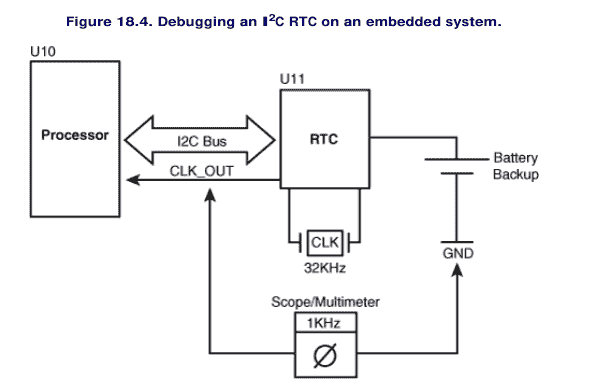 Figure 18.4. Debugging an I²C RTC on an embedded system.
U10
U11
Processor
I2C Bus
RTC
CLK_OUT
Battery
Backup
CLK
32KHz
GND
Scope/Multimeter
1KHz